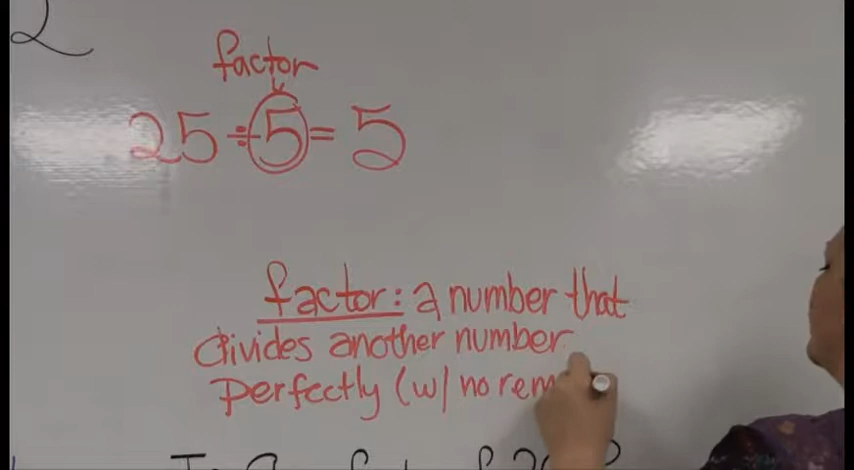 2
factor
25 ÷ 5 = 5
factor: a number that
divides another number
perfectly (w/ no rem